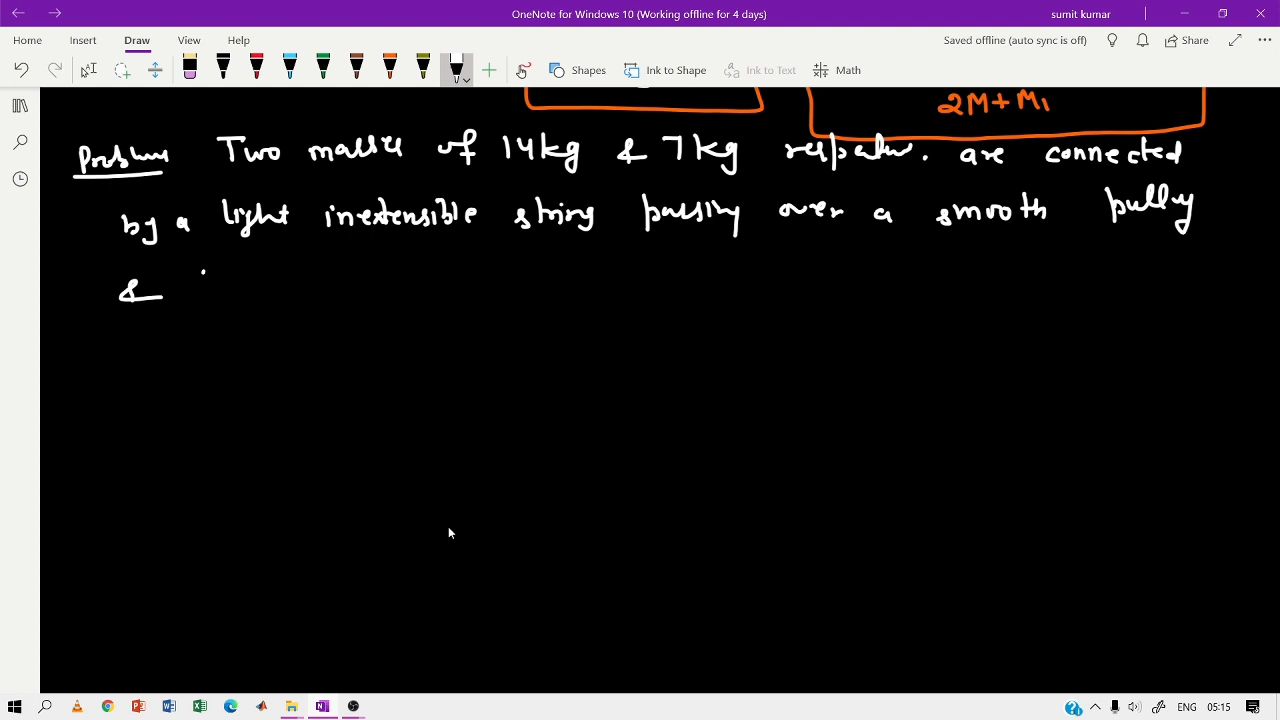 OneNote for Windows 10 (Working offline for 4 days)
sumit kumar
Home Insert Draw View Help
Saved offline (auto sync is off)
Share
Shapes Ink to Shape Ink to Text Math
2M+M1
Problem Two masses of 14kg & 7kg are connected
by a light inextensible string passing over a smooth pully
&
ENG 05:15